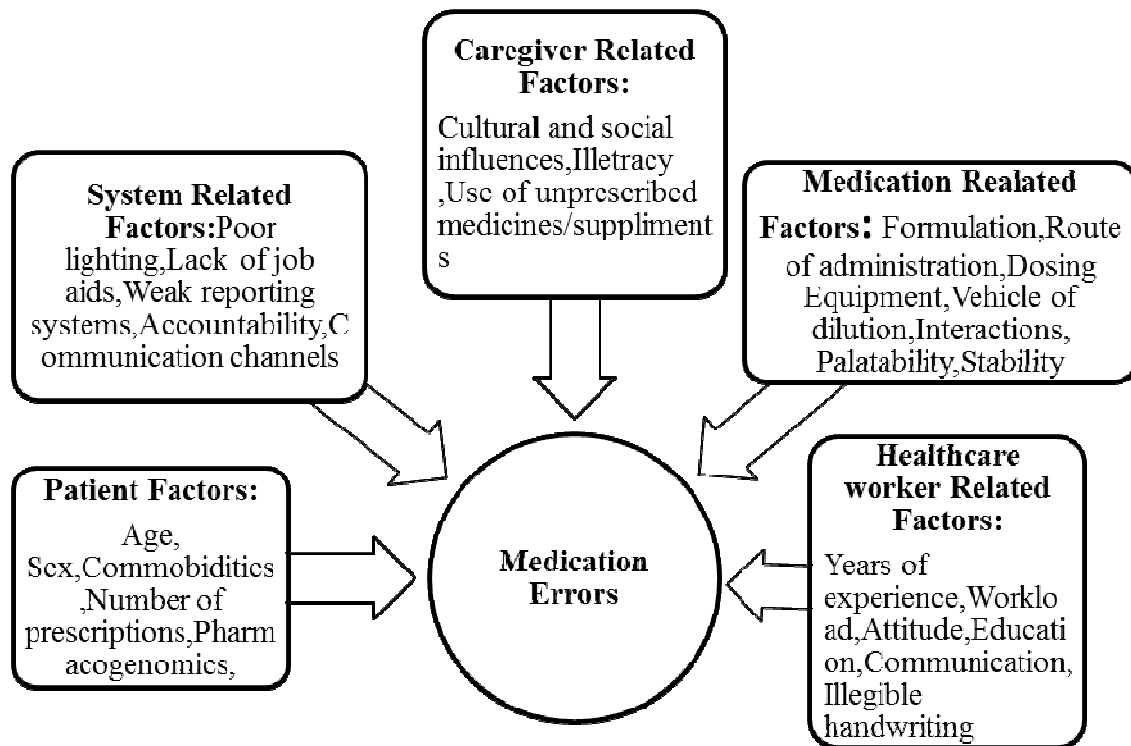 Caregiver Related
Factors:
Cultural and social
influences,Illetracy
,Use of unprescribed
medicines/suppliment
s
System Related
Factors:Poor
lighting,Lack of job
aids,Weak reporting
systems,Accountability,C
ommunication channels
Medication Realated
Factors: Formulation,Route
of administration,Dosing
Equipment,Vehicle of
dilution,Interactions,
Palatability,Stability
Patient Factors:
Age,
Sex,Commobidities
,Number of
prescriptions,Pharm
acogenomics,
Medication
Errors
Healthcare
worker Related
Factors:
Years of
experience,Worklo
ad,Attitude,Educati
on,Communication,
Illegible
handwriting